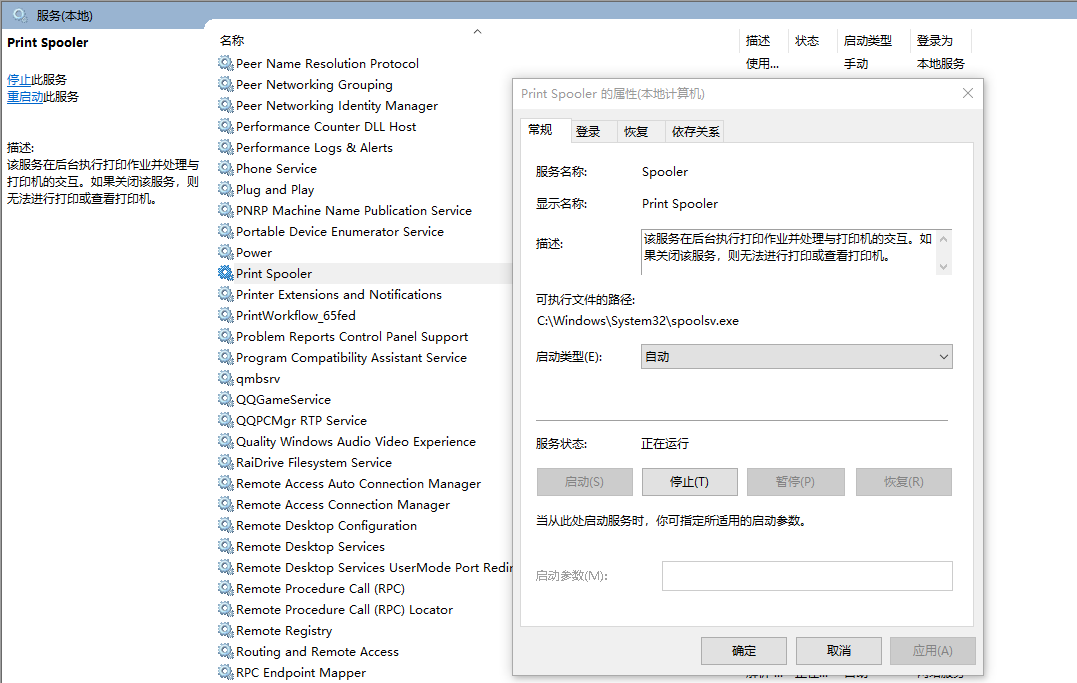 服务(本地)
Print Spooler
停止此服务
重启动此服务
描述:
该服务在后台执行打印作业并处理与
打印机的交互。如果关闭该服务，则
无法进行打印或查看打印机。
名称 描述 状态 启动类型 登录为
Peer Name Resolution Protocol 使用... 手动 本地服务
Peer Networking Grouping
Peer Networking Identity Manager
Performance Counter DLL Host
Performance Logs & Alerts
Phone Service
Plug and Play
PNRP Machine Name Publication Service
Portable Device Enumerator Service
Power
Print Spooler
Printer Extensions and Notifications
PrintWorkflow_65fed
Problem Reports Control Panel Support
Program Compatibility Assistant Service
qmbsrv
QQGameService
QQPCMgr RTP Service
Quality Windows Audio Video Experience
RaiDrive Filesystem Service
Remote Access Auto Connection Manager
Remote Access Connection Manager
Remote Desktop Configuration
Remote Desktop Services
Remote Desktop Services UserMode Port Redir
Remote Procedure Call (RPC)
Remote Procedure Call (RPC) Locator
Remote Registry
Routing and Remote Access
RPC Endpoint Mapper
Print Spooler 的属性(本地计算机)
常规 登录 恢复 依存关系
服务名称: Spooler
显示名称: Print Spooler
描述: 该服务在后台执行打印作业并处理与打印机的交互。如
果关闭该服务，则无法进行打印或查看打印机。
可执行文件的路径:
C:\Windows\System32\spoolsv.exe
启动类型(E): 自动
服务状态: 正在运行
启动(S) 停止(T) 暂停(P) 恢复(R)
当从此处启动服务时，你可指定所适用的启动参数。
启动参数(M):
确定 取消 应用(A)